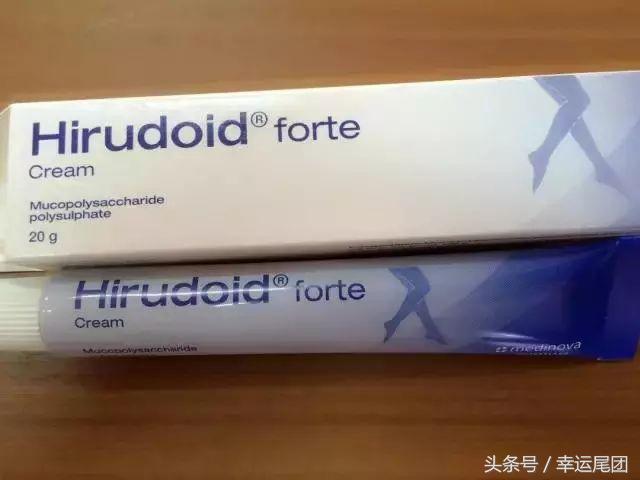 Hirudoid® forte
Cream
Mucopolysaccharide
polysulphate
20 g
Hirudoid® forte
Cream
Mucopolysaccharide
medinova
头条号 / 幸运尾团